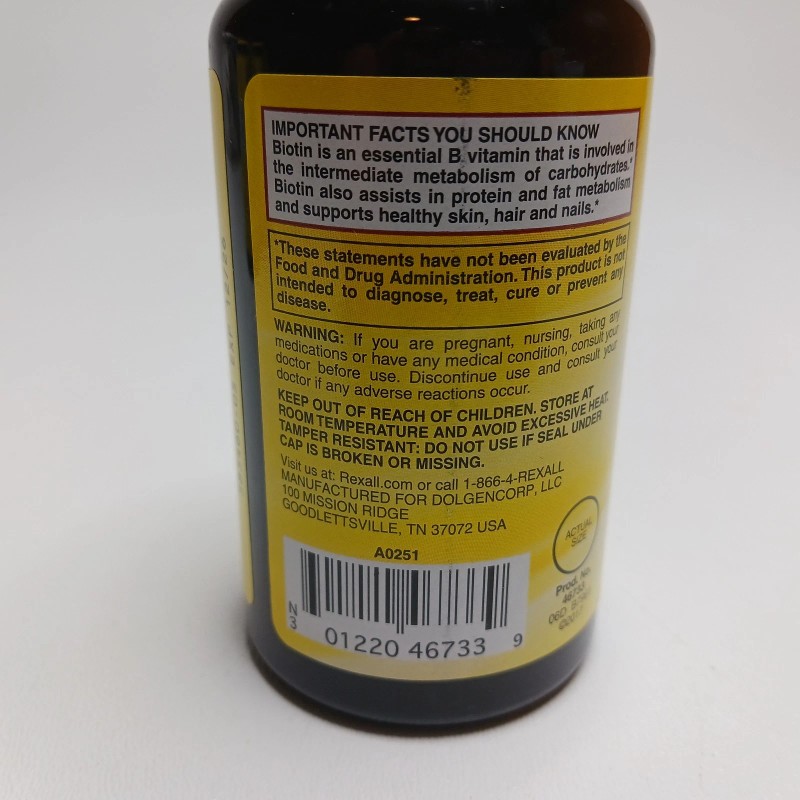 IMPORTANT FACTS YOU SHOULD KNOW
Biotin is an essential B vitamin that is involved in
the intermediate metabolism of carbohydrates.*
Biotin also assists in protein and fat metabolism
and supports healthy skin, hair and nails.*
*These statements have not been evaluated by the
Food and Drug Administration. This product is not
intended to diagnose, treat, cure or prevent any
disease.
WARNING: If you are pregnant, nursing, taking any
medications or have any medical condition, consult your
doctor before use. Discontinue use and consult your
doctor if any adverse reactions occur.
KEEP OUT OF REACH OF CHILDREN. STORE AT
ROOM TEMPERATURE AND AVOID EXCESSIVE HEAT.
TAMPER RESISTANT: DO NOT USE IF SEAL UNDER
CAP IS BROKEN OR MISSING.
Visit us at: Rexall.com or call 1-866-4-REXALL
MANUFACTURED FOR DOLGENCORP, LLC
100 MISSION RIDGE
GOODLETTSVILLE, TN 37072 USA
ACTUAL
SIZE
A0251
N
3
01220 46733 9
Prod. No.
46733
06D